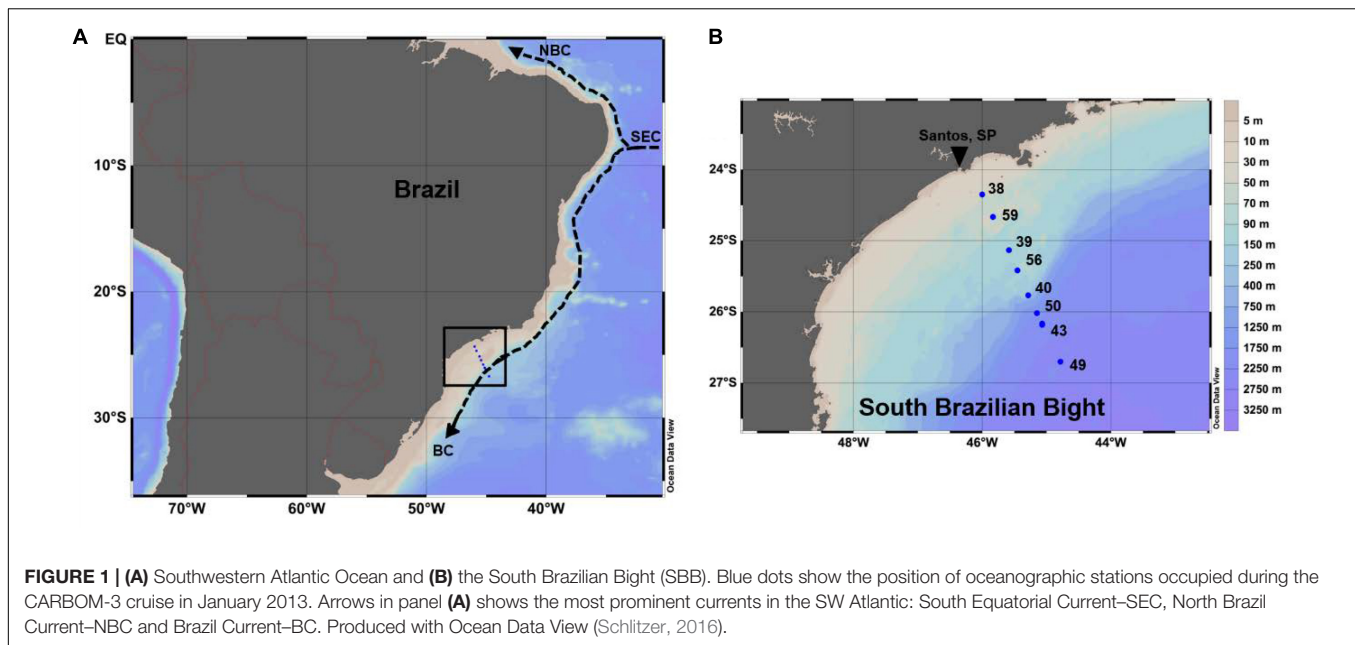 A
B
EQ
NBC
SEC
10°S
Brazil
20°S
30°S
BC
70°W
60°W
50°W
40°W
Ocean Data View
Santos, SP
24°S
38
59
39
25°S
56
40
50
26°S
43
49
27°S
South Brazilian Bight
48°W
46°W
44°W
Ocean Data View
5 m
10 m
30 m
50 m
70 m
90 m
150 m
250 m
400 m
750 m
1250 m
1750 m
2250 m
2750 m
3250 m
FIGURE 1 | (A) Southwestern Atlantic Ocean and (B) the South Brazilian Bight (SBB). Blue dots show the position of oceanographic stations occupied during the
CARBOM-3 cruise in January 2013. Arrows in panel (A) shows the most prominent currents in the SW Atlantic: South Equatorial Current–SEC, North Brazil
Current–NBC and Brazil Current–BC. Produced with Ocean Data View (Schlitzer, 2016).